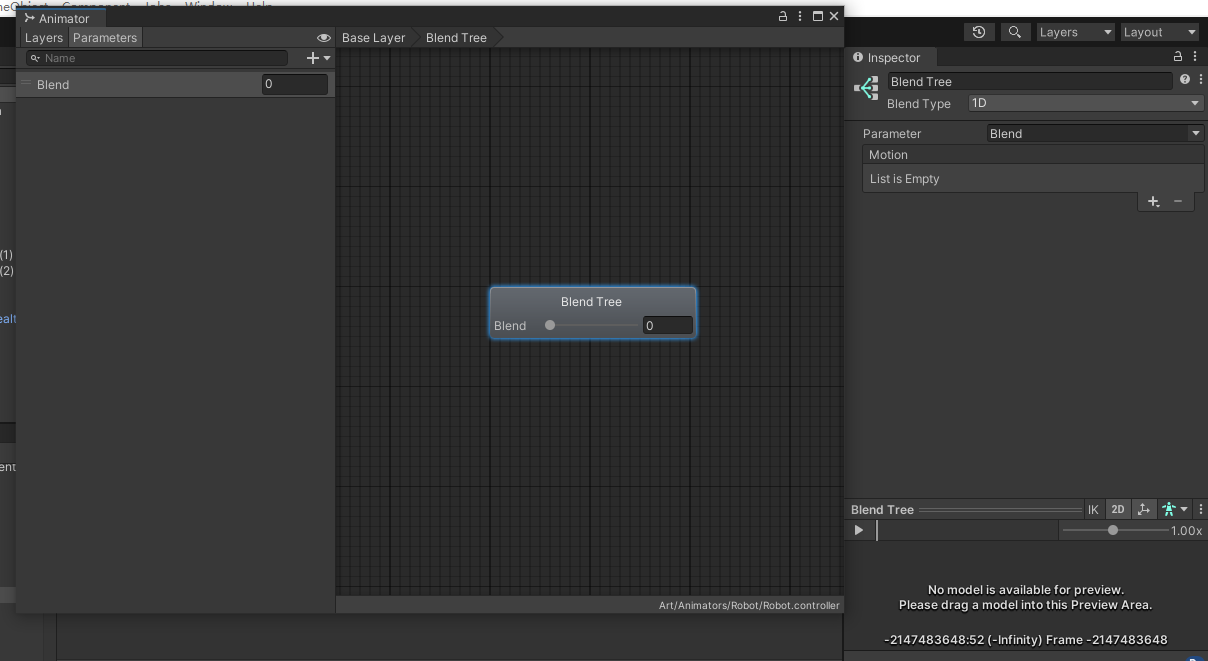 Animator
Layers Parameters
Base Layer Blend Tree
Name
Blend 0
Blend Tree
Blend 0
Art/Animators/Robot/Robot.controller
(1)
(2)
Layers Layout
Inspector
Blend Tree
Blend Type 1D
Parameter Blend
Motion
List is Empty
Blend Tree IK 2D
1.00x
No model is available for preview.
Please drag a model into this Preview Area.
-2147483648:52 (-Infinity) Frame -2147483648